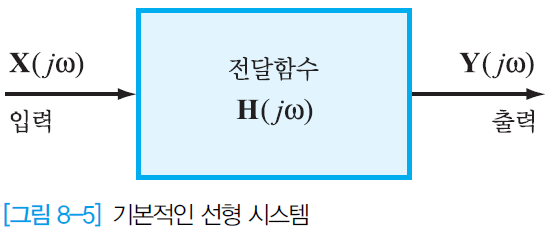 X(jω)
입력
전달함수
H(jω)
Y(jω)
출력
[그림 8-5] 기본적인 선형 시스템